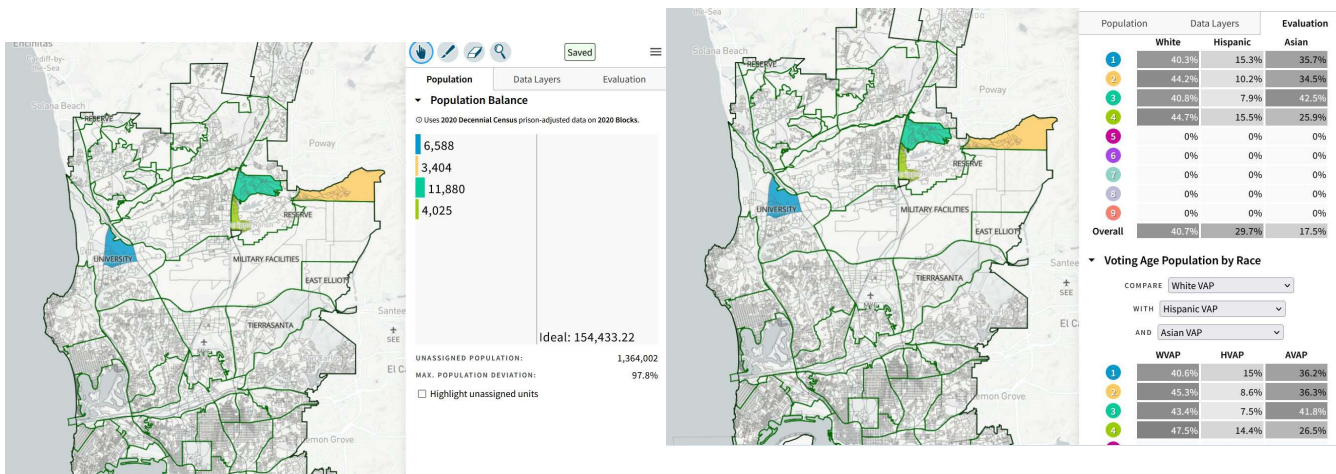 Encinitas
Cardiff-by-
the-Sea
Solana Beach
RESERVE
Poway
RESERVE
UNIVERSITY
MILITARY FACILITIES
EAST ELLIOTT
TIERRASANTA
Santee
SEE
El C
Lemon Grove
Saved
Population
Data Layers
Evaluation
Population Balance
Uses 2020 Decennial Census prison-adjusted data on 2020 Blocks.
6,588
3,404
11,880
4,025
Ideal: 154,433.22
UNASSIGNED POPULATION: 1,364,002
MAX. POPULATION DEVIATION: 97.8%
Highlight unassigned units
the-Sea
Solana Beach
RESERVE
Poway
RESERVE
UNIVERSITY
MILITARY FACILITIES
EAST ELLIOTT
TIERRASANTA
Santee
SEE
El Ca
Lemon Grove
Population Data Layers Evaluation
White Hispanic Asian
1 40.3% 15.3% 35.7%
2 44.2% 10.2% 34.5%
3 40.8% 7.9% 42.5%
4 44.7% 15.5% 25.9%
5 0% 0% 0%
6 0% 0% 0%
7 0% 0% 0%
8 0% 0% 0%
9 0% 0% 0%
Overall 40.7% 29.7% 17.5%
Voting Age Population by Race
COMPARE White VAP
WITH Hispanic VAP
AND Asian VAP
WVAP HVAP AVAP
1 40.6% 15% 36.2%
2 45.3% 8.6% 36.3%
3 43.4% 7.5% 41.8%
4 47.5% 14.4% 26.5%